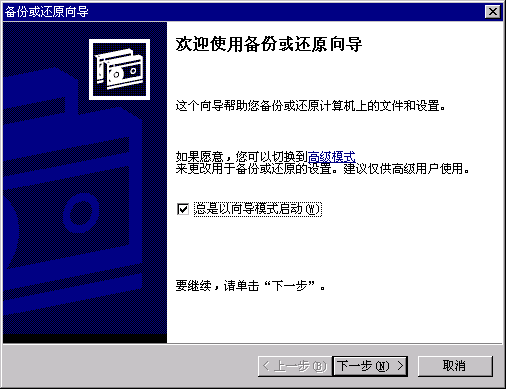 备份或还原向导
欢迎使用备份或还原向导
这个向导帮助您备份或还原计算机上的文件和设置。
如果愿意，您可以切换到高级模式
来更改用于备份或还原的设置。建议仅供高级用户使用。
总是以向导模式启动(W)
要继续，请单击“下一步”。
< 上一步(B)
下一步(N) >
取消